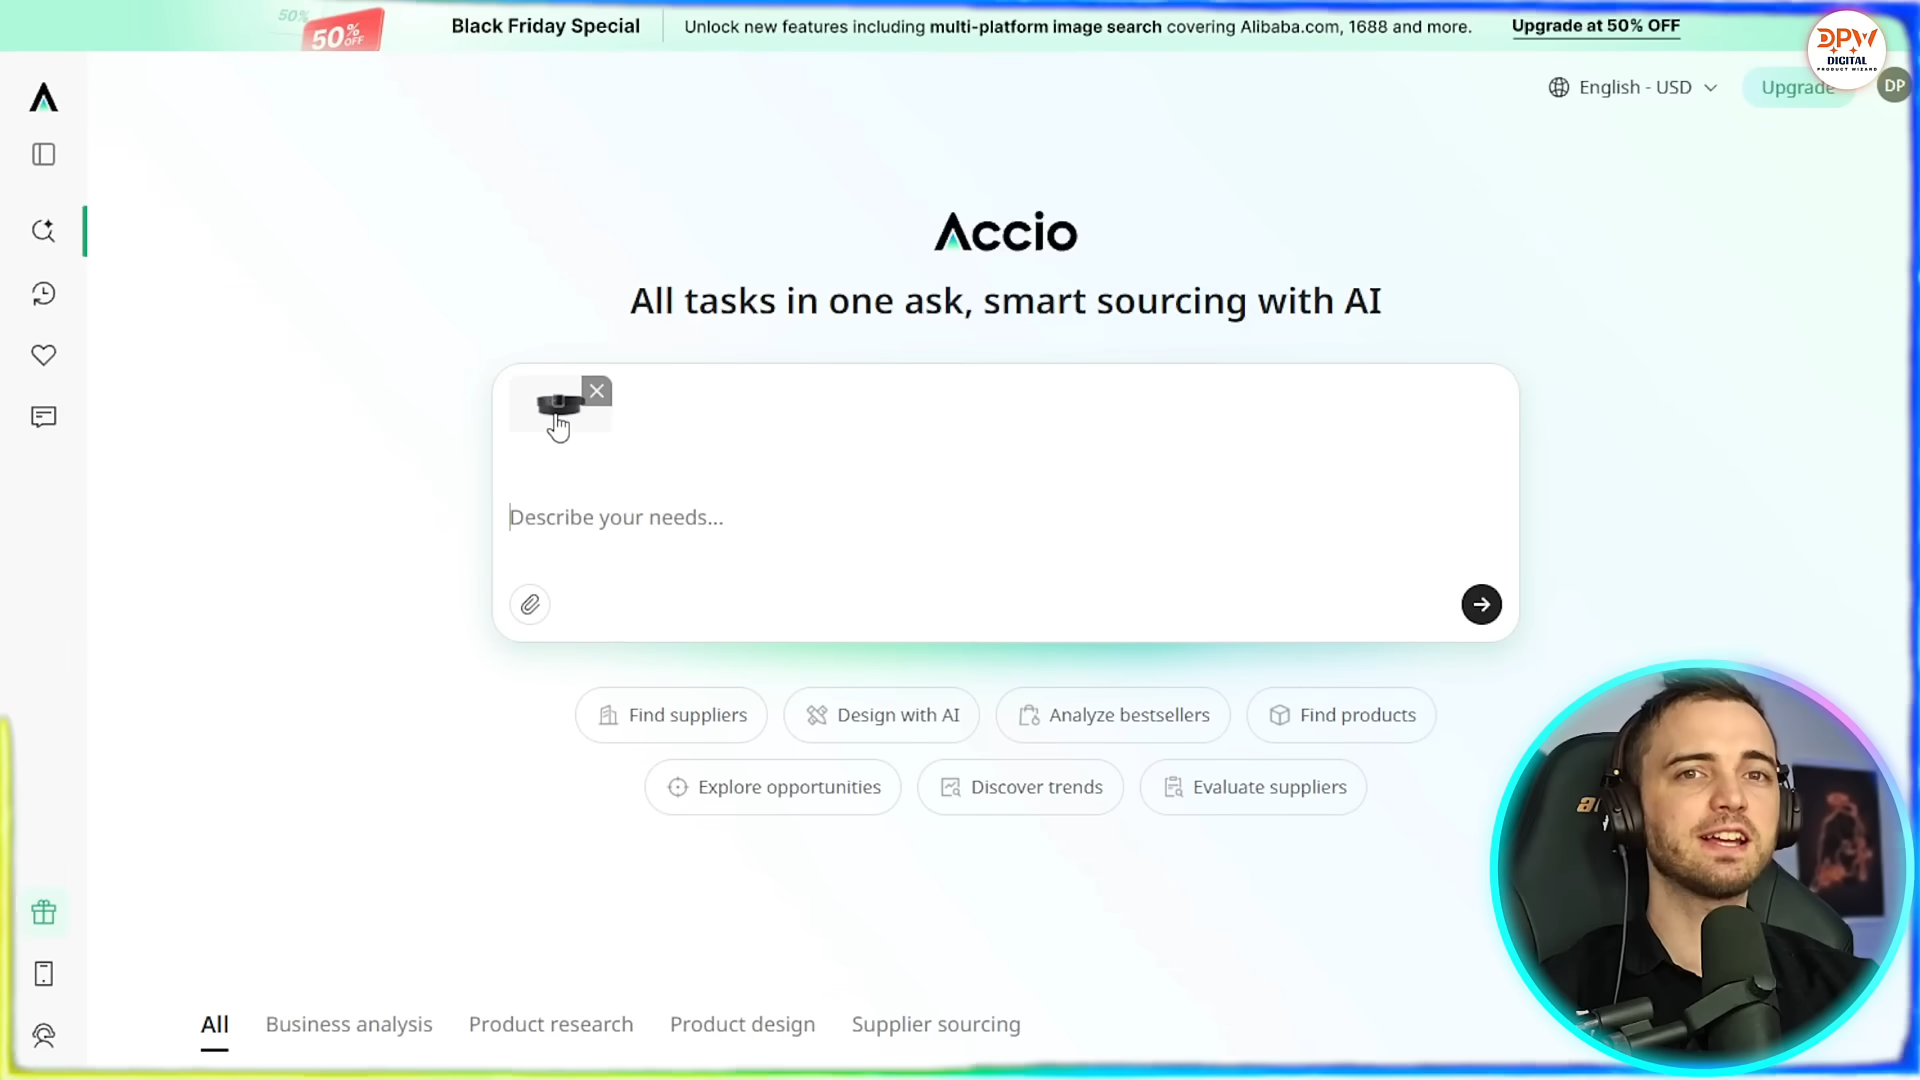 50%
50% OFF
Black Friday Special
Unlock new features including multi-platform image search covering Alibaba.com, 1688 and more.
Upgrade at 50% OFF
DPW
DIGITAL
PRODUCT WIZARD
English - USD
Upgrade
DP
Accio
All tasks in one ask, smart sourcing with AI
Describe your needs...
Find suppliers
Design with AI
Analyze bestsellers
Find products
Explore opportunities
Discover trends
Evaluate suppliers
All
Business analysis
Product research
Product design
Supplier sourcing